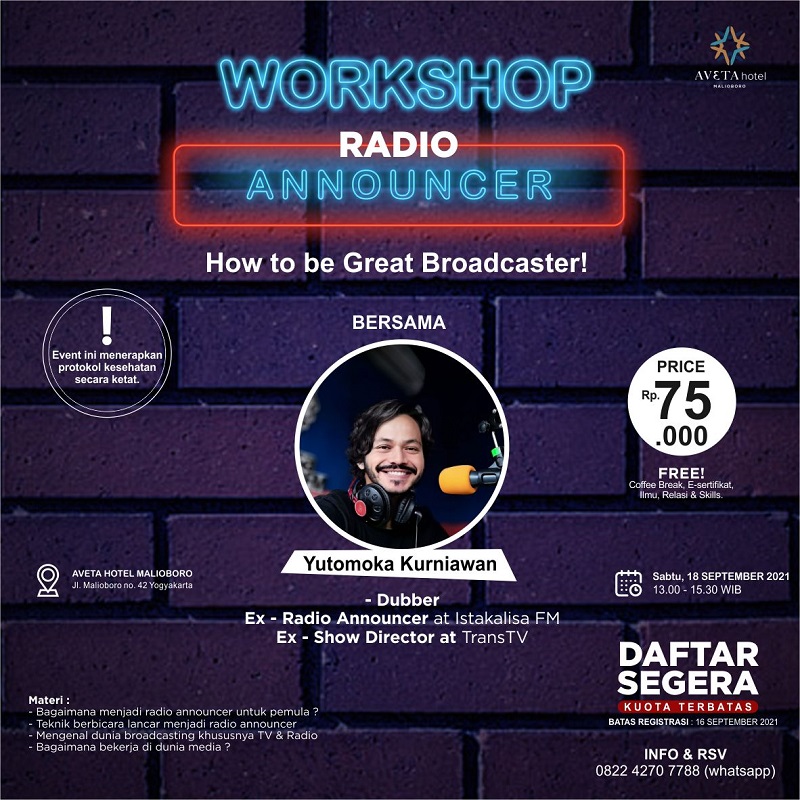 WORKSHOP
AVETA hotel
MALIOBORO
RADIO
ANNOUNCER
How to be Great Broadcaster!
!
Event ini menerapkan
protokol kesehatan
secara ketat.
BERSAMA
PRICE
Rp.75
.000
FREE!
Coffee Break, E-sertifikat,
Ilmu, Relasi & Skills.
Yutomoka Kurniawan
- Dubber
Ex - Radio Announcer at Istakalisa FM
Ex - Show Director at TransTV
AVETA HOTEL MALIOBORO
Jl. Malioboro no. 42 Yogyakarta
Sabtu, 18 SEPTEMBER 2021
13.00 - 15.30 WIB
DAFTAR
SEGERA
KUOTA TERBATAS
BATAS REGISTRASI : 16 SEPTEMBER 2021
Materi :
- Bagaimana menjadi radio announcer untuk pemula ?
- Teknik berbicara lancar menjadi radio announcer
- Mengenal dunia broadcasting khususnya TV & Radio
- Bagaimana bekerja di dunia media ?
INFO & RSV
0822 4270 7788 (whatsapp)